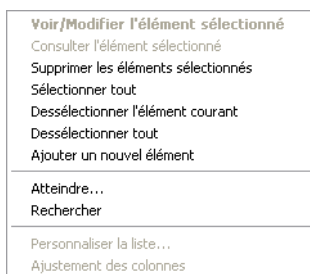 Voir/Modifier l'élément sélectionné
Consulter l'élément sélectionné
Supprimer les éléments sélectionnés
Sélectionner tout
Dessélectionner l'élément courant
Dessélectionner tout
Ajouter un nouvel élément
Atteindre...
Rechercher
Personnaliser la liste...
Ajustement des colonnes